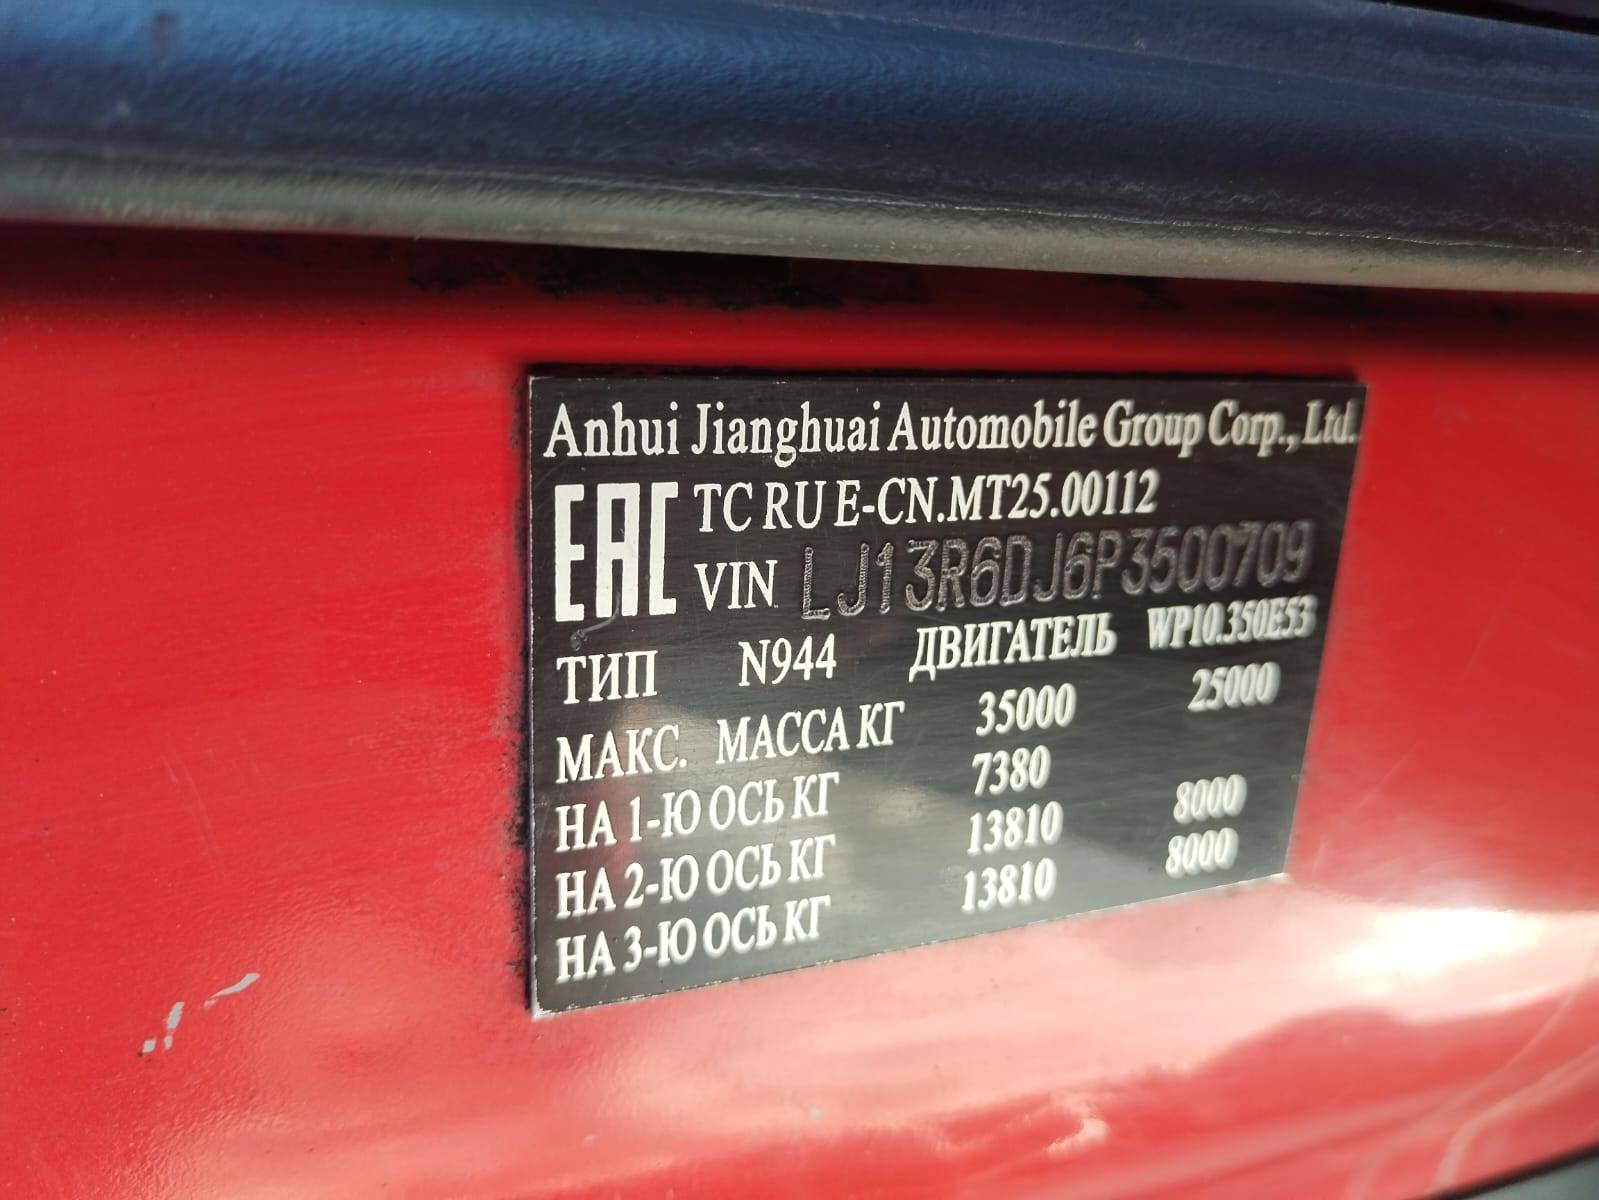 Anhui Jianghuai Automobile Group Corp., Ltd.
EAC TC RU E-CN.MT25.00112
VIN LJ13R6DJ6P3500709
ТИП N944 ДВИГАТЕЛЬ WP10.350E53
МАКС. МАССА КГ 35000 25000
НА 1-Ю ОСЬ КГ 7380
НА 2-Ю ОСЬ КГ 13810 8000
НА 3-Ю ОСЬ КГ 13810 8000